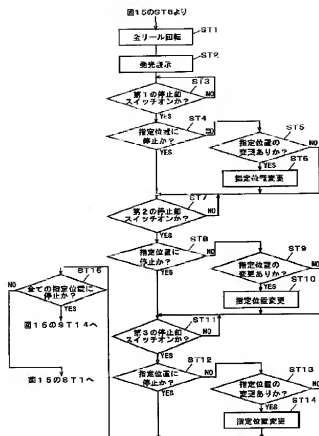 図15のST8より
ST1
全リール回転
ST2
発光表示
ST3
第1の停止釦
スイッチオンか？
NO
YES
ST4
指定位置に
停止か？
NO
YES
ST5
指定位置の
変更ありか？
NO
YES
ST6
指定位置変更
ST7
第2の停止釦
スイッチオンか？
NO
YES
ST8
指定位置に
停止か？
NO
YES
ST9
指定位置の
変更ありか？
NO
YES
ST10
指定位置変更
ST16
全ての指定位置に
停止か？
NO
YES
図15のST14へ
図15のST1へ
ST11
第3の停止釦
スイッチオンか？
NO
YES
ST12
指定位置に
停止か？
NO
YES
ST13
指定位置の
変更ありか？
NO
YES
ST14
指定位置変更